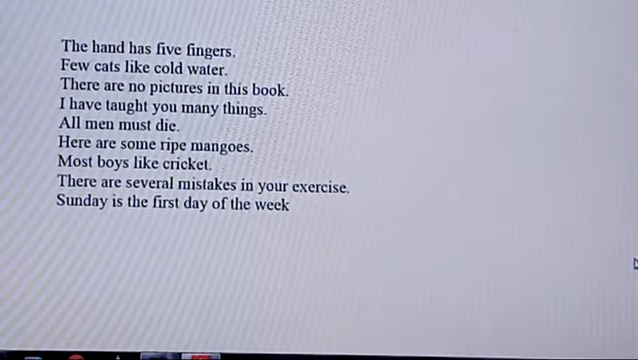 The hand has five fingers.
Few cats like cold water.
There are no pictures in this book.
I have taught you many things.
All men must die.
Here are some ripe mangoes.
Most boys like cricket.
There are several mistakes in your exercise.
Sunday is the first day of the week